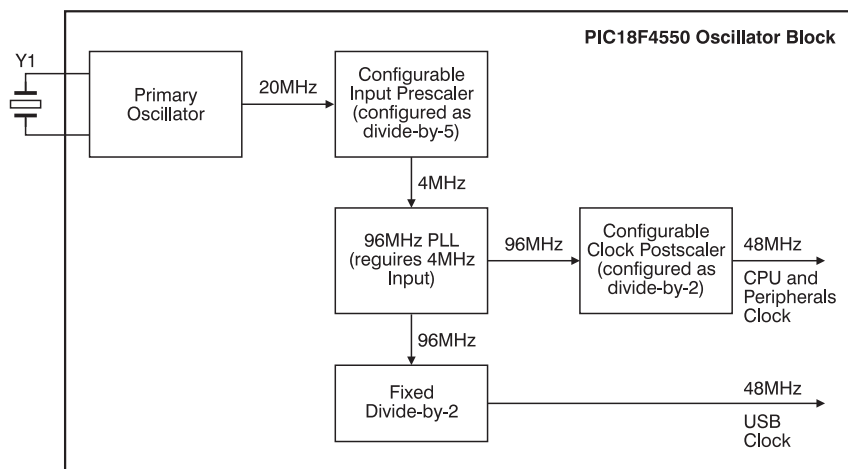 PIC18F4550 Oscillator Block
Y1
Primary
Oscillator
20MHz
Configurable
Input Prescaler
(configured as
divide-by-5)
4MHz
96MHz PLL
(reguires 4MHz
Input)
96MHz
Configurable
Clock Postscaler
(configured as
divide-by-2)
48MHz
CPU and
Peripherals
Clock
96MHz
Fixed
Divide-by-2
48MHz
USB
Clock